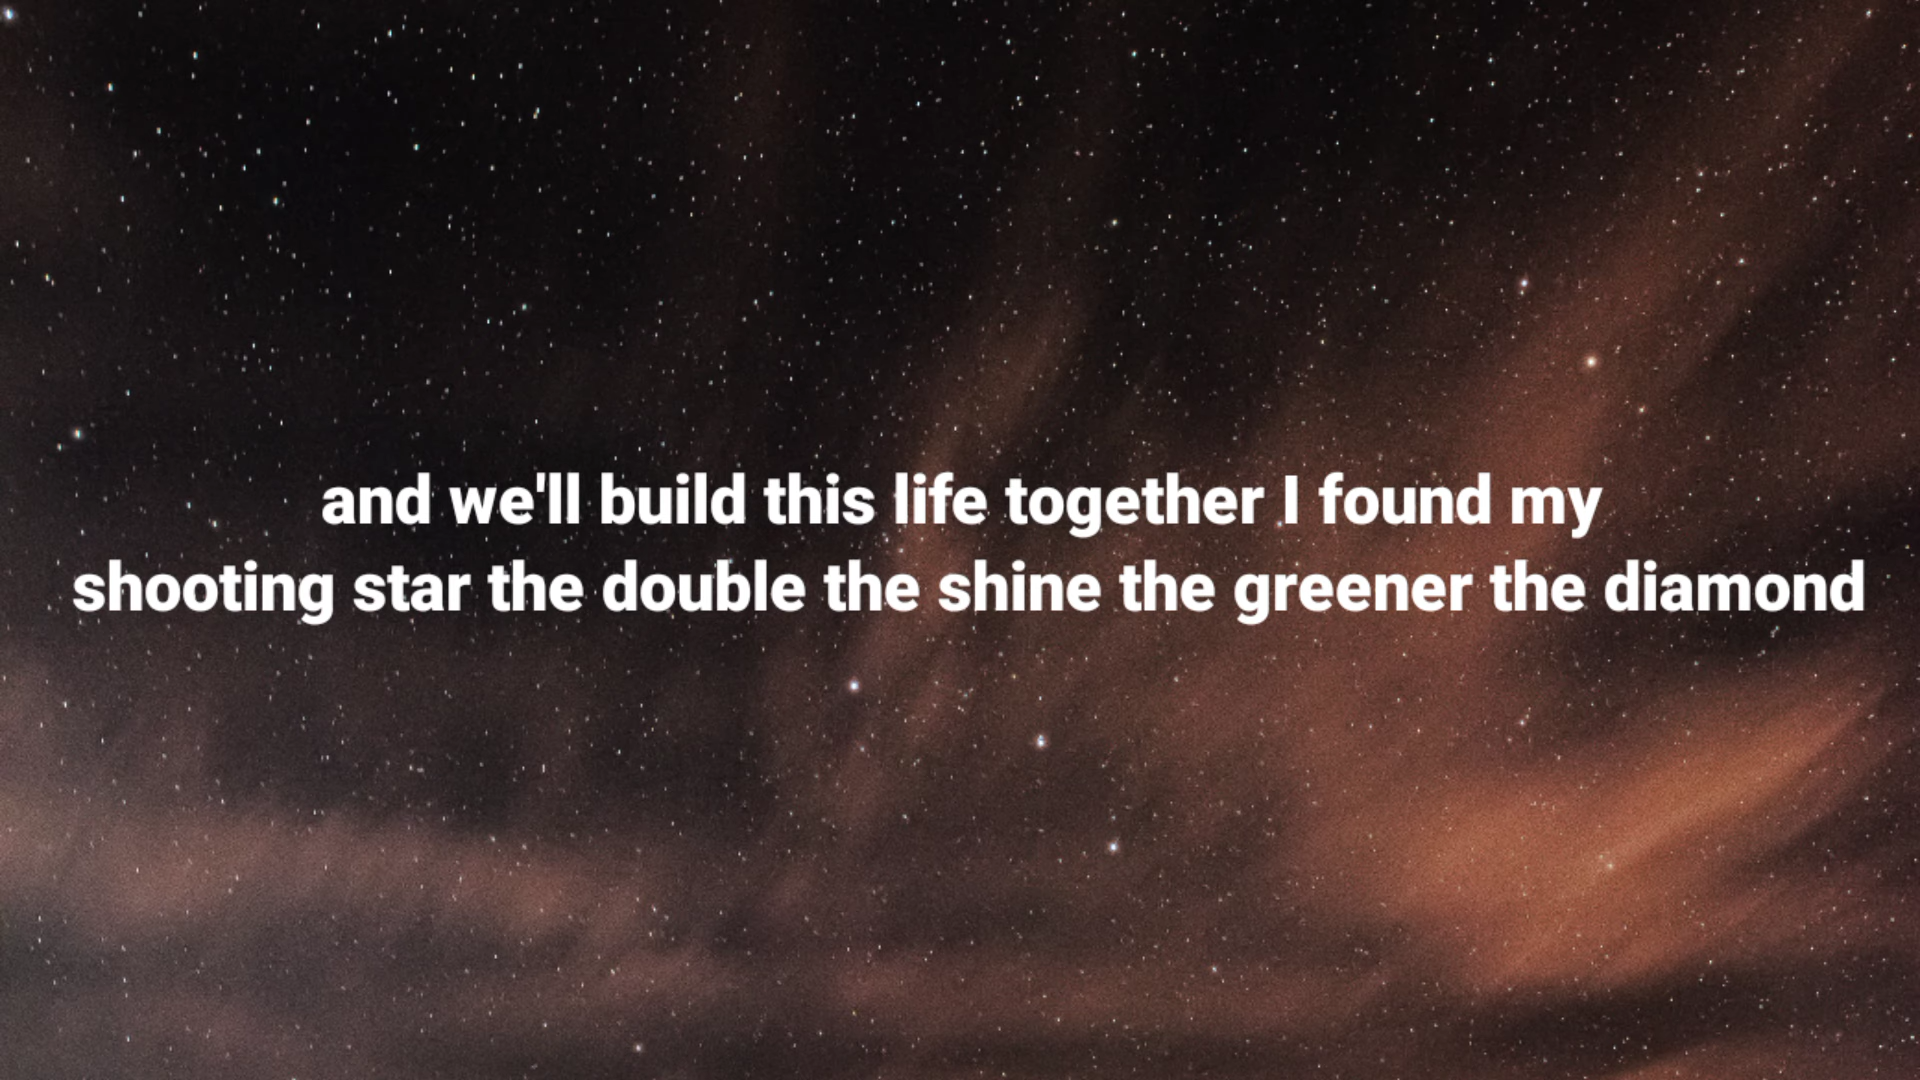 and we'll build this life together I found my
shooting star the double the shine the greener the diamond